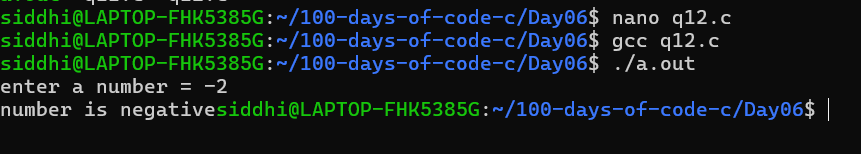 siddhi@LAPTOP-FHK5385G:~/100-days-of-code-c/Day06$ nano q12.c
siddhi@LAPTOP-FHK5385G:~/100-days-of-code-c/Day06$ gcc q12.c
siddhi@LAPTOP-FHK5385G:~/100-days-of-code-c/Day06$ ./a.out
enter a number = -2
number is negativesiddhi@LAPTOP-FHK5385G:~/100-days-of-code-c/Day06$